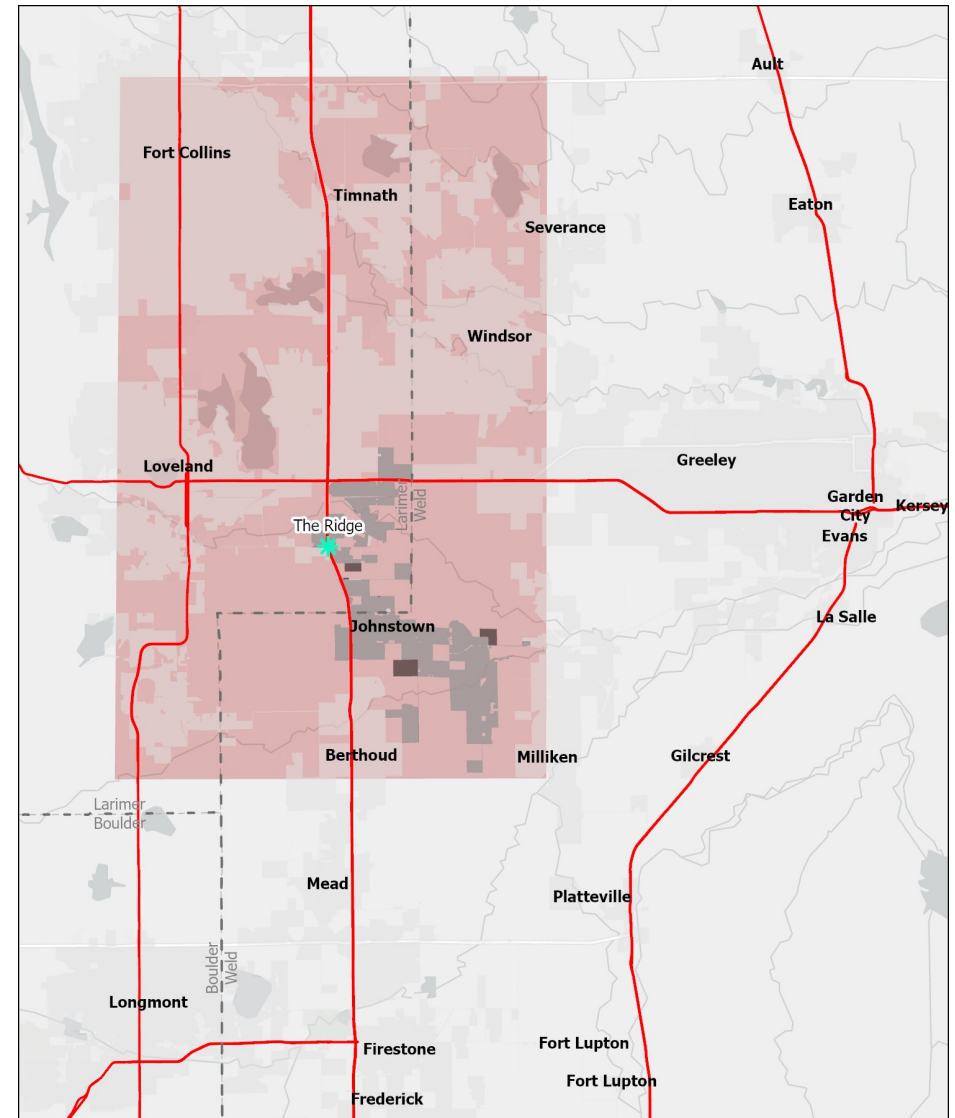 Ault
Fort Collins
Timnath
Eaton
Severance
Windsor
Greeley
Loveland
Larimer
Weld
Garden
City
Kersey
The Ridge
Evans
La Salle
Johnstown
Berthoud
Milliken
Gilcrest
Larimer
Boulder
Mead
Platteville
Boulder
Weld
Longmont
Firestone
Fort Lupton
Fort Lupton
Frederick